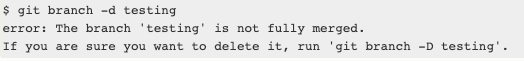 $ git branch -d testing
error: The branch 'testing' is not fully merged.
If you are sure you want to delete it, run 'git branch -D testing'.